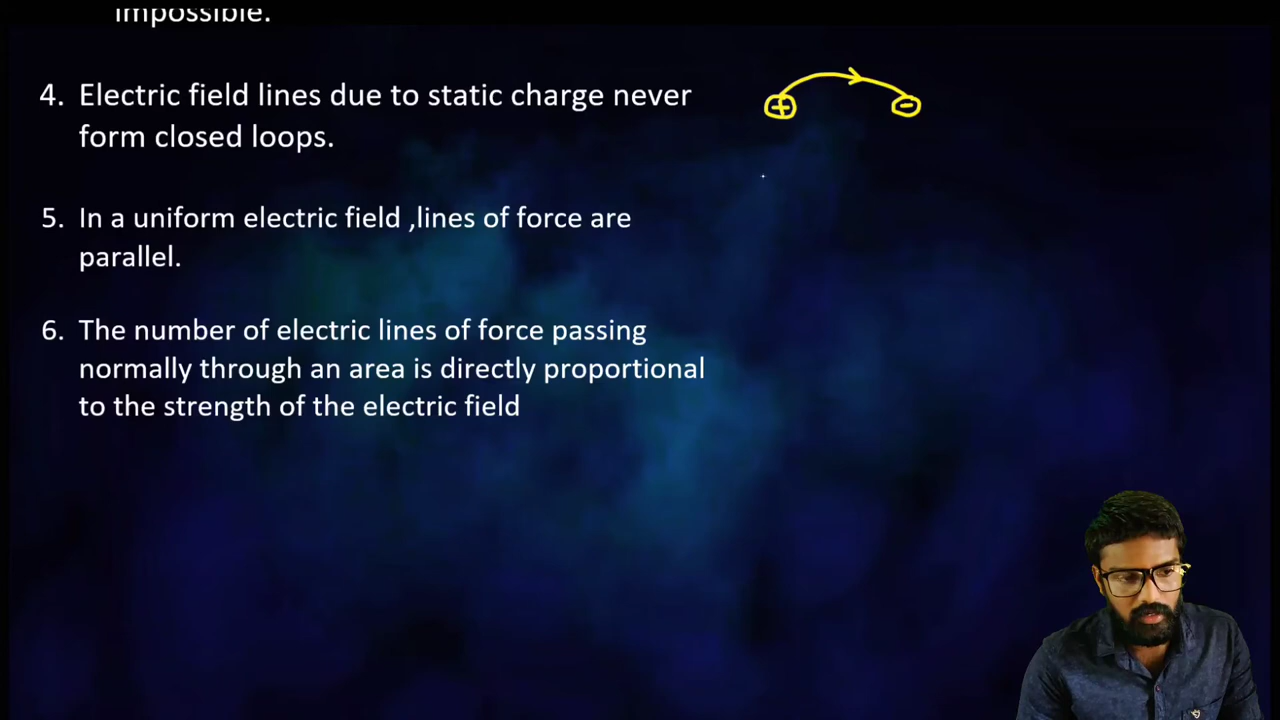 impossible.
4. Electric field lines due to static charge never
form closed loops.
+ -
5. In a uniform electric field ,lines of force are
parallel.
6. The number of electric lines of force passing
normally through an area is directly proportional
to the strength of the electric field